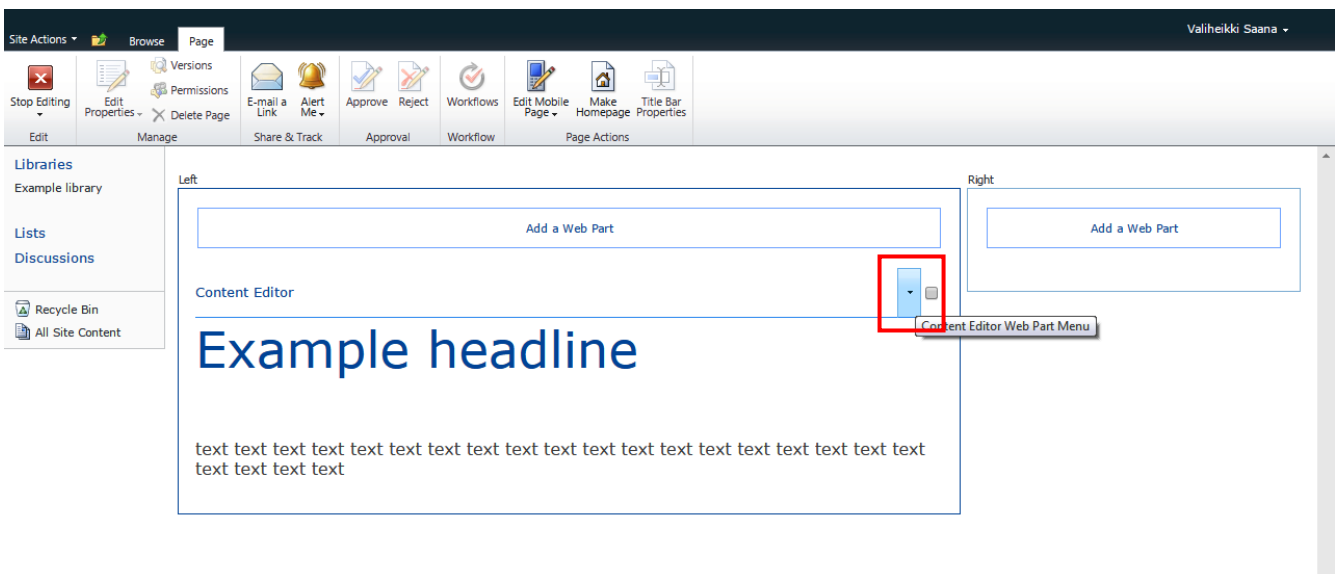 Valiheikki Saana
Site Actions Browse Page
Stop Editing
Edit Properties
Versions
Permissions
Delete Page
E-mail a Link
Alert Me
Approve
Reject
Workflows
Edit Mobile Page
Make Homepage
Title Bar Properties
Edit Manage Share & Track Approval Workflow Page Actions
Libraries
Example library
Lists
Discussions
Recycle Bin
All Site Content
Left
Add a Web Part
Content Editor
Content Editor Web Part Menu
Example headline
text text text text text text text text text text text text text text text text text text text
text text text text
Right
Add a Web Part